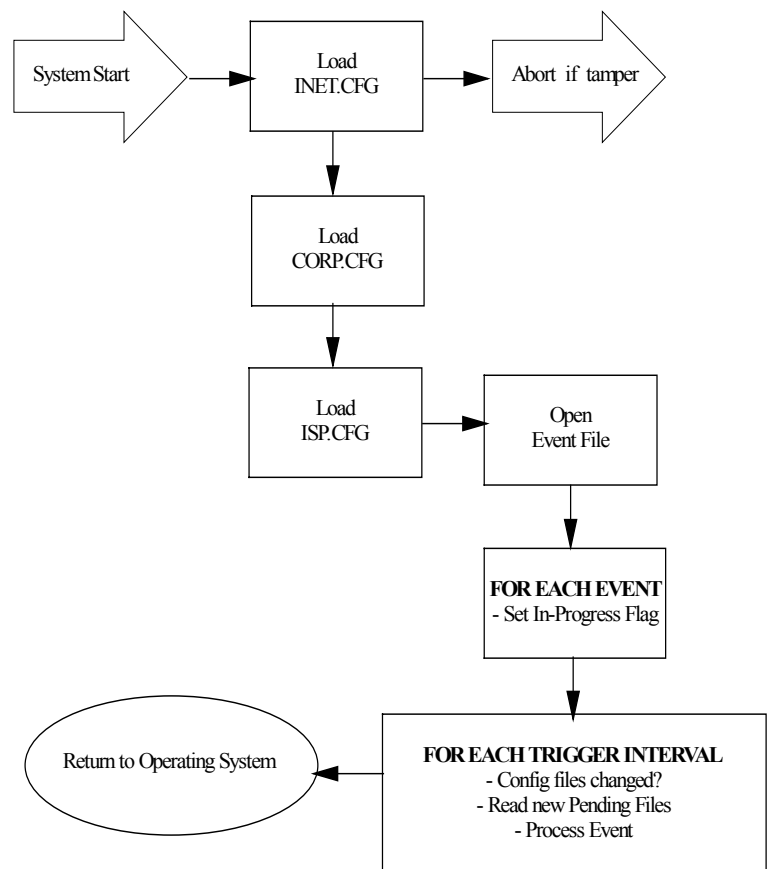 System Start
Load
INET.CFG
Abort if tamper
Load
CORP.CFG
Load
ISP.CFG
Open
Event File
FOR EACH EVENT
- Set In-Progress Flag
FOR EACH TRIGGER INTERVAL
- Config files changed?
- Read new Pending Files
- Process Event
Return to Operating System